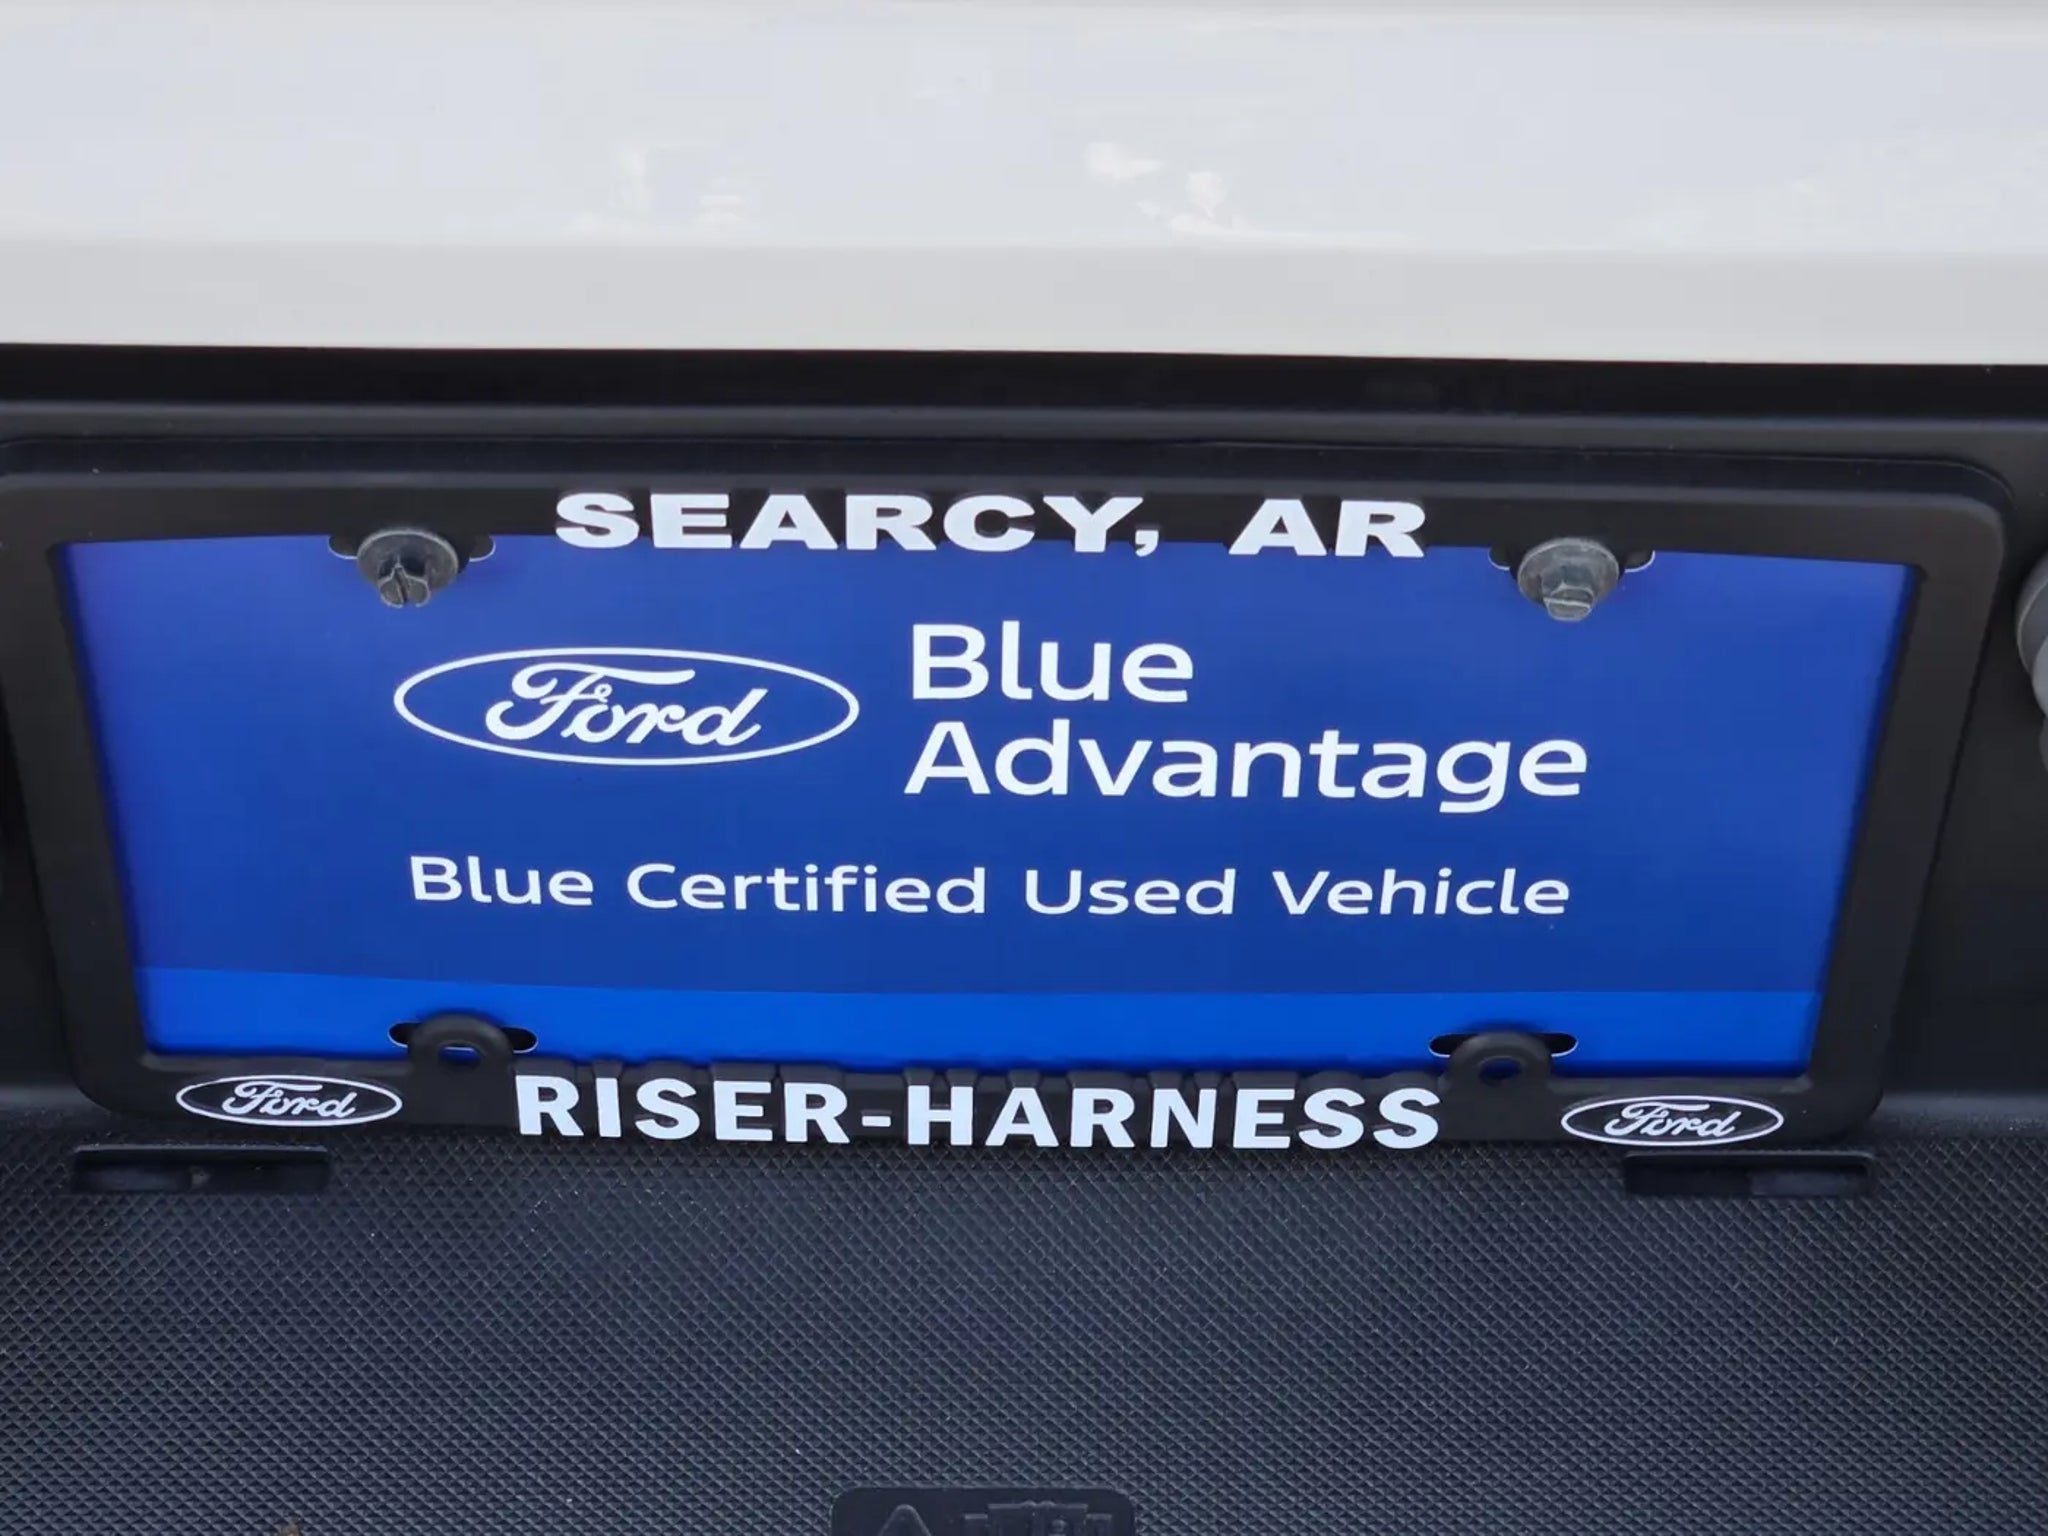 SEARCY, AR
Ford
Blue
Advantage
Blue Certified Used Vehicle
Ford RISER-HARNESS Ford